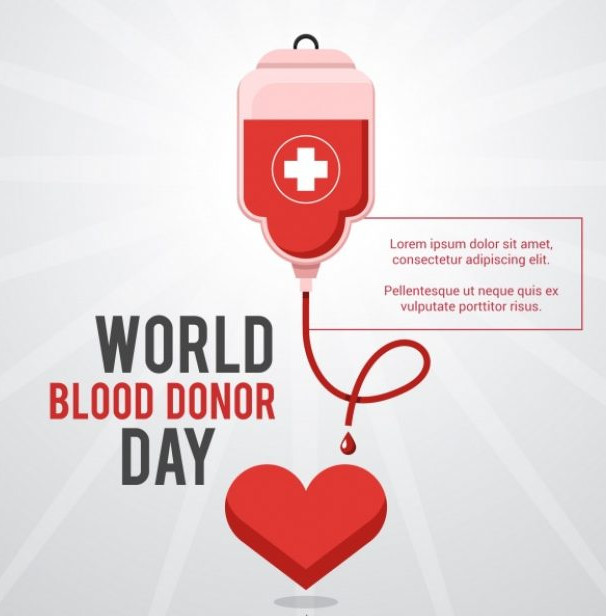 Lorem ipsum dolor sit amet,
consectetur adipiscing elit.
Pellentesque ut neque quis ex
vulputate porttitor risus.
WORLD
BLOOD DONOR
DAY